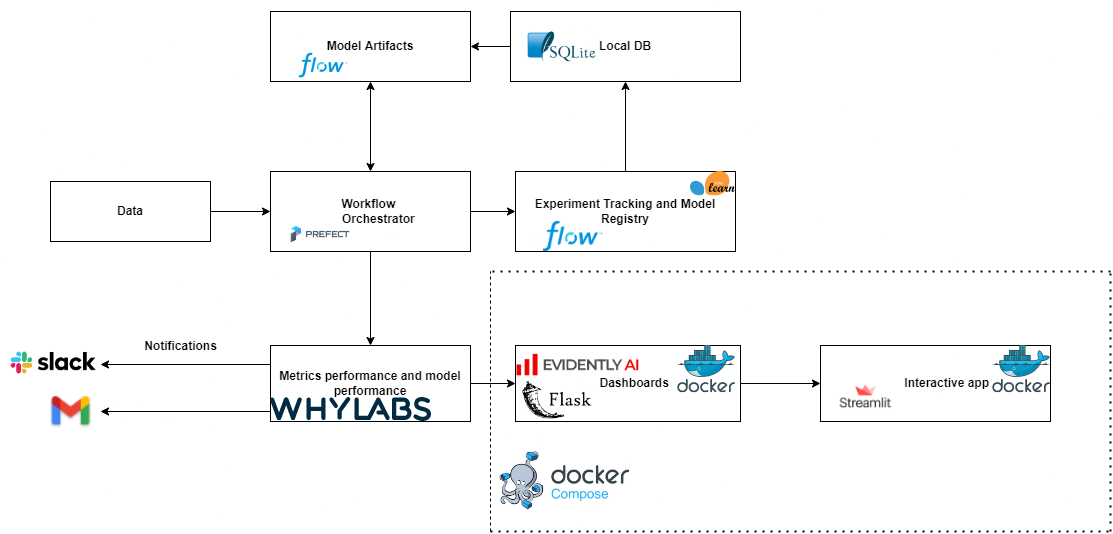 Model Artifacts
flow
SQLite
Local DB
Data
Workflow
Orchestrator
PREFECT
learn
Experiment Tracking and Model
Registry
flow
Notifications
slack
Metrics performance and model
performance
WHYLABS
EVIDENTLY AI
Dashboards
docker
Flask
Interactive app
docker
Streamlit
docker
Compose